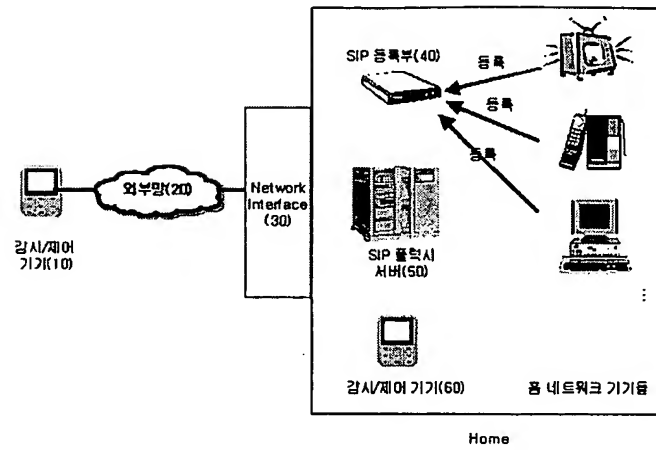 SIP 등록부(40)
등록
등록
등록
외부망(20)
Network
Interface
(30)
감시/제어
기기(10)
SIP 플럭시
서버(50)
⋮
감시/제어 기기(60)
홈 네트워크 기기들
Home